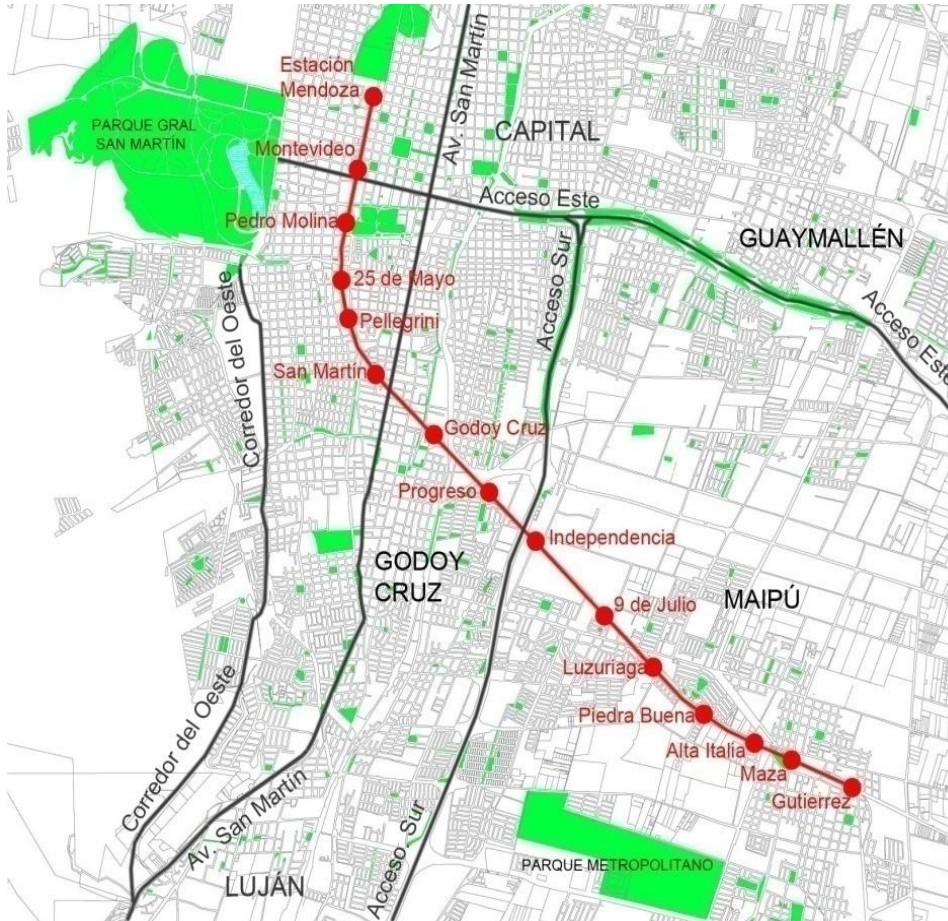 Estación
Mendoza
Av. San Martín
CAPITAL
PARQUE GRAL
SAN MARTÍN
Montevideo
Acceso Este
Pedro Molina
GUAYMALLÉN
Acceso Sur
25 de Mayo
Acceso Este
Pellegrini
Corredor del Oeste
San Martín
Godoy Cruz
Progreso
Independencia
GODOY
CRUZ
9 de Julio
MAIPÚ
Luzuriaga
Piedra Buena
Corredor del Oeste
Alta Italia
Maza
Gutierrez
Av. San Martín
Acceso Sur
PARQUE METROPOLITANO
LUJÁN